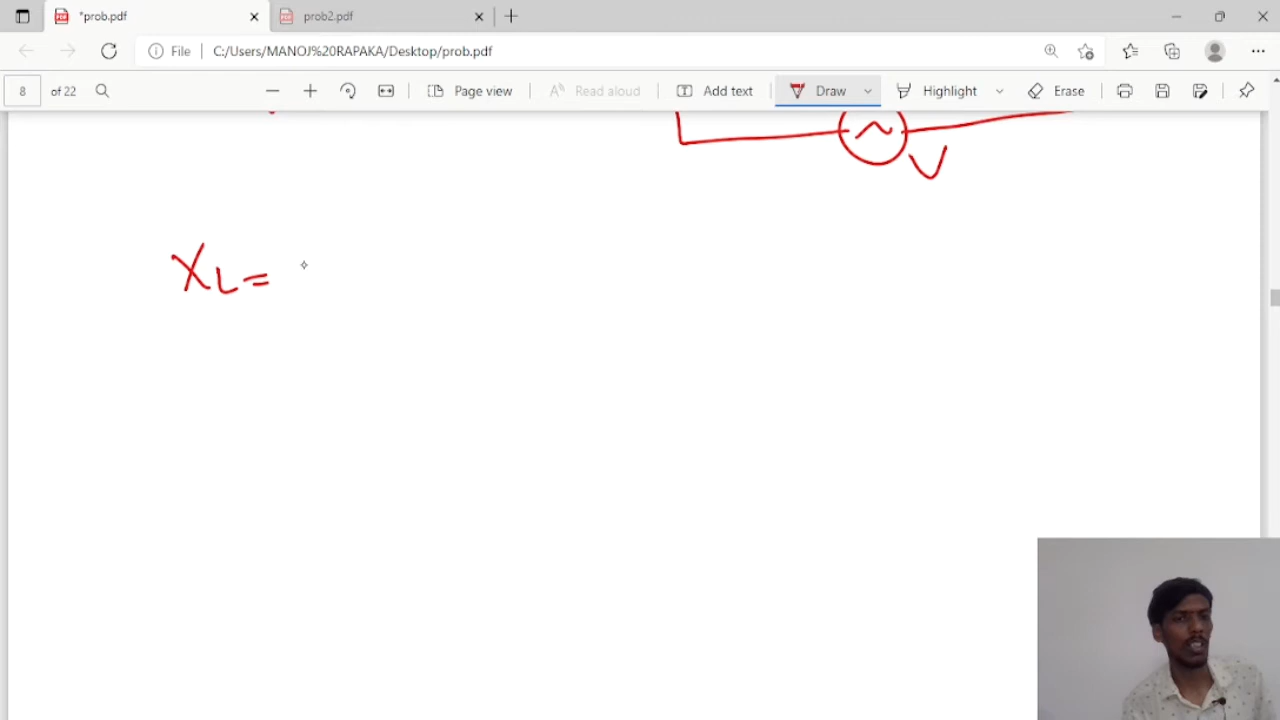 *prob.pdf
prob2.pdf
File
C:/Users/MANOJ%20RAPAKA/Desktop/prob.pdf
8 of 22
Page view
Read aloud
Add text
Draw
Highlight
Erase
V
XL=